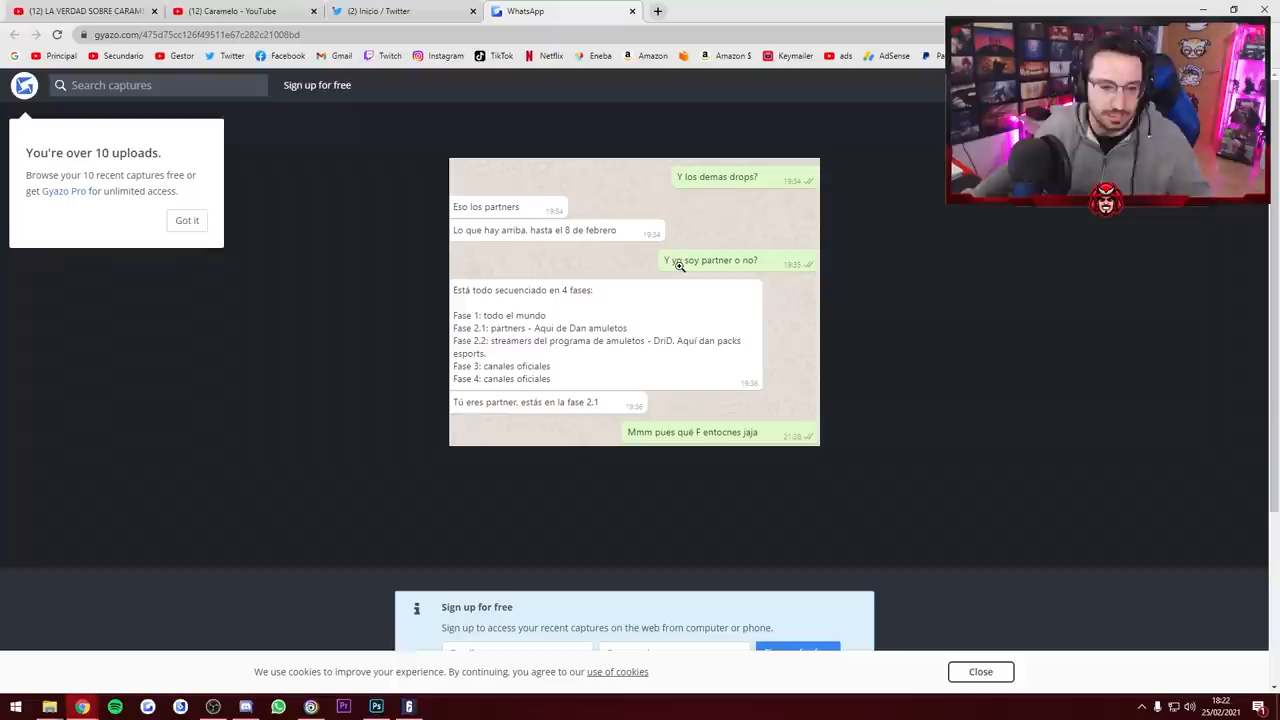 (2) LA VERDAD SOBRE CARAMI
(2) Caramelo - YouTube
(2) Inicio / Twitter
WhatsApp
Principal
Secundario
Gestor
Twitter
Facebook
Gmail
Twitch
Instagram
TikTok
Netflix
Eneba
Amazon
Amazon $
Keymailer
ads
AdSense
Search captures
Sign up for free
You're over 10 uploads.
Browse your 10 recent captures free or
get Gyazo Pro for unlimited access.
Got it
Y los demas drops?
19:34
Eso los partners
19:34
Lo que hay arriba, hasta el 8 de febrero
19:34
Y yo soy partner o no?
19:35
Está todo secuenciado en 4 fases:
Fase 1: todo el mundo
Fase 2.1: partners - Aqui de Dan amuletos
Fase 2.2: streamers del programa de amuletos - DriD. Aquí dan packs
esports.
Fase 3: canales oficiales
Fase 4: canales oficiales
19:36
Tú eres partner, estás en la fase 2.1
19:36
Mmm pues qué F entocnes jaja
Sign up for free
Sign up to access your recent captures on the web from computer or phone.
We use cookies to improve your experience. By continuing, you agree to our use of cookies
Close
18:22
25/02/2021